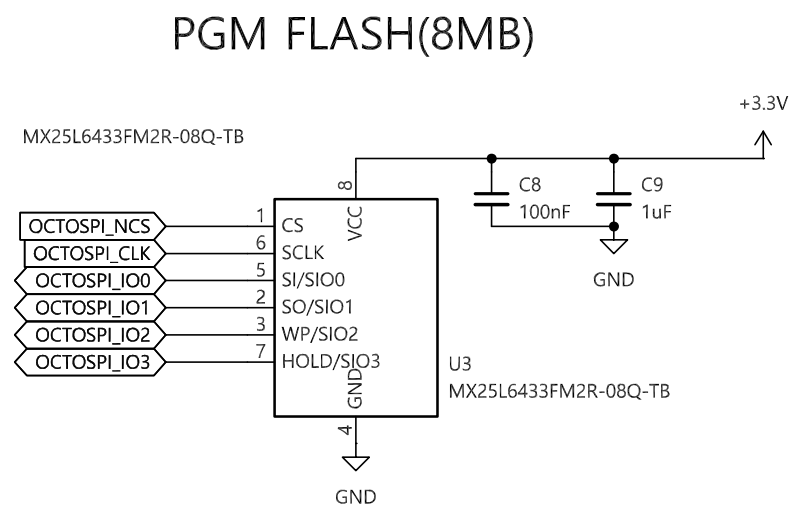 PGM FLASH(8MB)
+3.3V
MX25L6433FM2R-08Q-TB
8
VCC
C8
100nF
C9
1uF
GND
OCTOSPI_NCS 1 CS
OCTOSPI_CLK 6 SCLK
OCTOSPI_IO0 5 SI/SIO0
OCTOSPI_IO1 2 SO/SIO1
OCTOSPI_IO2 3 WP/SIO2
OCTOSPI_IO3 7 HOLD/SIO3
U3
MX25L6433FM2R-08Q-TB
GND
4
GND